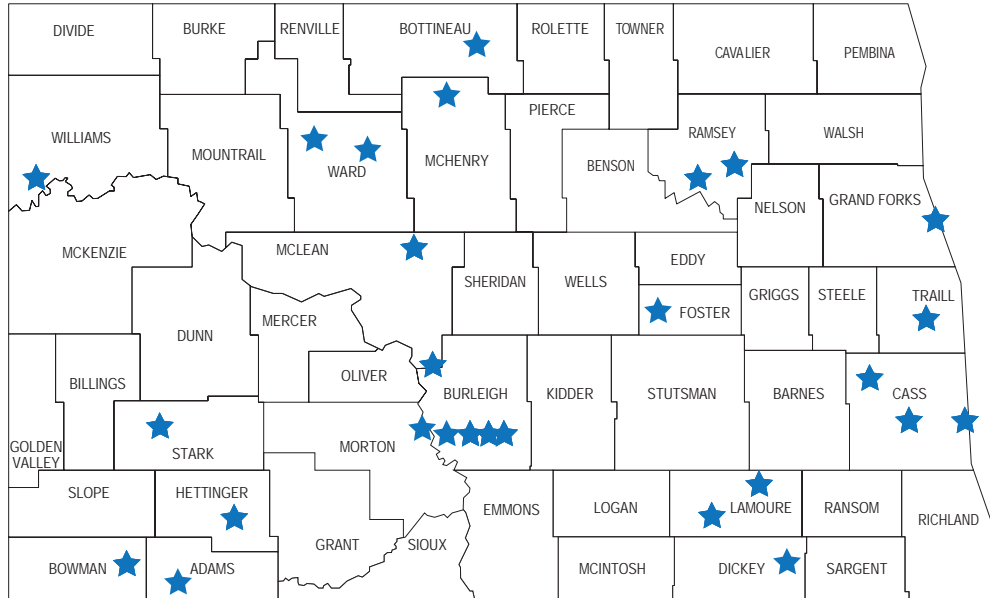 DIVIDE
BURKE
RENVILLE
BOTTINEAU
ROLETTE
TOWNER
CAVALIER
PEMBINA
WILLIAMS
MOUNTRAIL
WARD
MCHENRY
PIERCE
BENSON
RAMSEY
WALSH
NELSON
GRAND FORKS
MCKENZIE
MCLEAN
SHERIDAN
WELLS
EDDY
FOSTER
GRIGGS
STEELE
TRAILL
DUNN
MERCER
OLIVER
BILLINGS
GOLDEN
VALLEY
STARK
MORTON
BURLEIGH
KIDDER
STUTSMAN
BARNES
CASS
SLOPE
HETTINGER
GRANT
SIOUX
EMMONS
LOGAN
LAMOURE
RANSOM
RICHLAND
BOWMAN
ADAMS
MCINTOSH
DICKEY
SARGENT